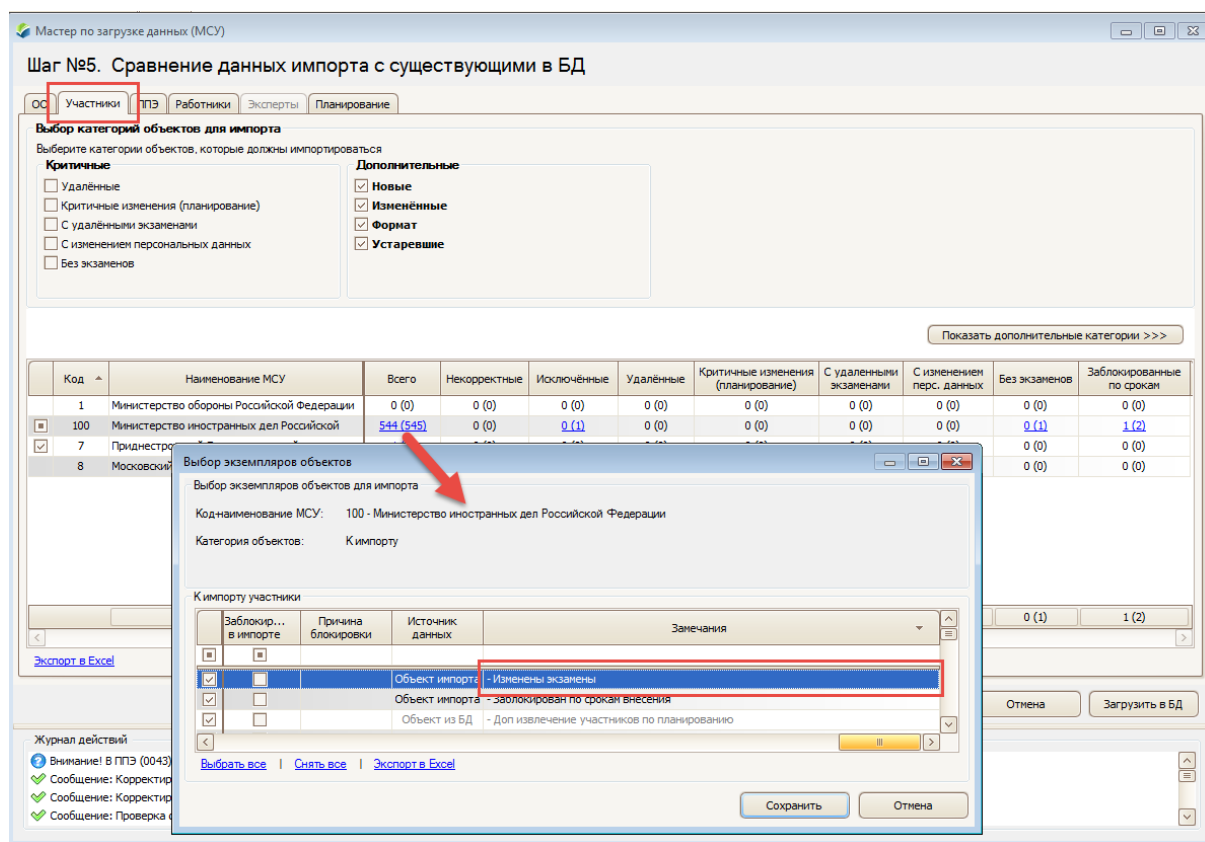 Мастер по загрузке данных (МСУ)
Шаг №5. Сравнение данных импорта с существующими в БД
ОО Участники ППЭ Работники Эксперты Планирование
Выбор категорий объектов для импорта
Выберите категории объектов, которые должны импортироваться
Критичные Дополнительные
Удалённые Новые
Критичные изменения (планирование) Изменённые
С удалёнными экзаменами Формат
С изменением персональных данных Устаревшие
Без экзаменов
Показать дополнительные категории >>>
Код Наименование МСУ Всего Некорректные Исключённые Удалённые Критичные изменения (планирование) С удаленными экзаменами С изменением перс. данных Без экзаменов Заблокированные по срокам
1 Министерство обороны Российской Федерации 0 (0) 0 (0) 0 (0) 0 (0) 0 (0) 0 (0) 0 (0) 0 (0) 0 (0)
100 Министерство иностранных дел Российской 544 (545) 0 (0) 0 (1) 0 (0) 0 (0) 0 (0) 0 (0) 0 (1) 1 (2)
7 0 (0) 0 (0)
8 Московский 0 (0) 0 (0)
Выбор экземпляров объектов
Выбор экземпляров объектов для импорта
Код-наименование МСУ: 100 - Министерство иностранных дел Российской Федерации
Категория объектов: К импорту
К импорту участники
Заблокир... в импорте Причина блокировки Источник данных Замечания
Объект импорта - Изменены экзамены
Объект импорта - Заблокирован по срокам внесения
Объект из БД - Доп извлечение участников по планированию
Выбрать все | Снять все | Экспорт в Excel
Сохранить Отмена
0 (1) 1 (2)
Экспорт в Excel
Отмена Загрузить в БД
Журнал действий
Внимание! В ППЭ (0043)
Сообщение: Корректир
Сообщение: Корректир
Сообщение: Проверка